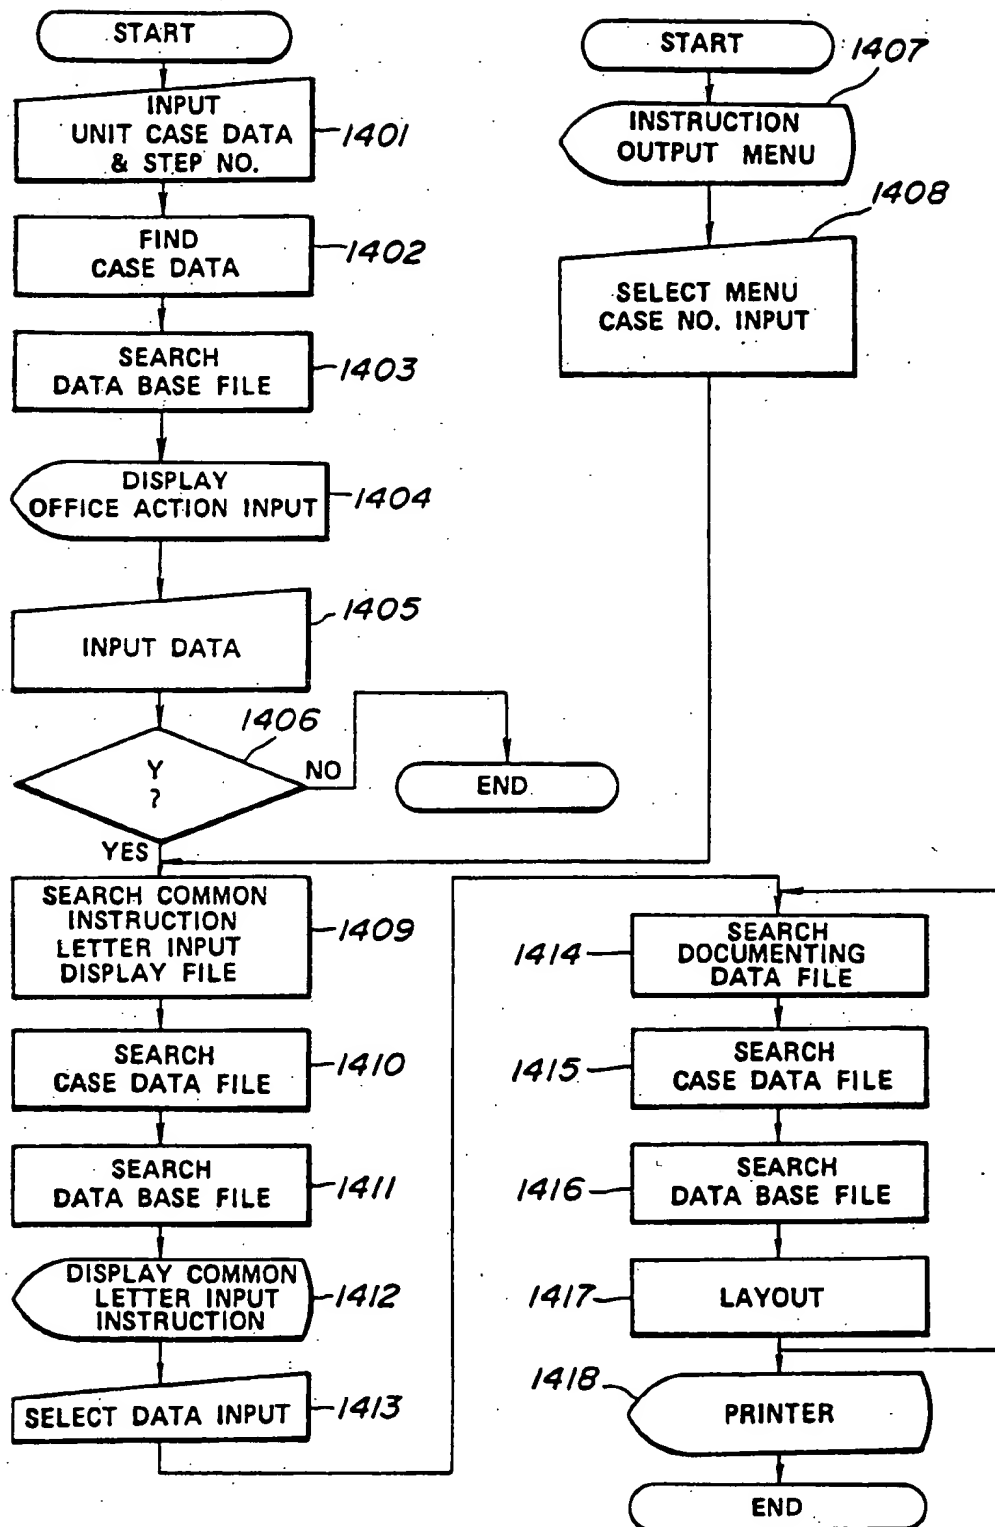 START
INPUT
UNIT CASE DATA
& STEP NO.
1401
FIND
CASE DATA
1402
SEARCH
DATA BASE FILE
1403
DISPLAY
OFFICE ACTION INPUT
1404
INPUT DATA
1405
Y
?
1406
NO
END
YES
START
INSTRUCTION
OUTPUT MENU
1407
SELECT MENU
CASE NO. INPUT
1408
SEARCH COMMON
INSTRUCTION
LETTER INPUT
DISPLAY FILE
1409
SEARCH
CASE DATA FILE
1410
SEARCH
DATA BASE FILE
1411
DISPLAY COMMON
LETTER INPUT
INSTRUCTION
1412
SELECT DATA INPUT
1413
1414
SEARCH
DOCUMENTING
DATA FILE
1415
SEARCH
CASE DATA FILE
1416
SEARCH
DATA BASE FILE
1417
LAYOUT
1418
PRINTER
END